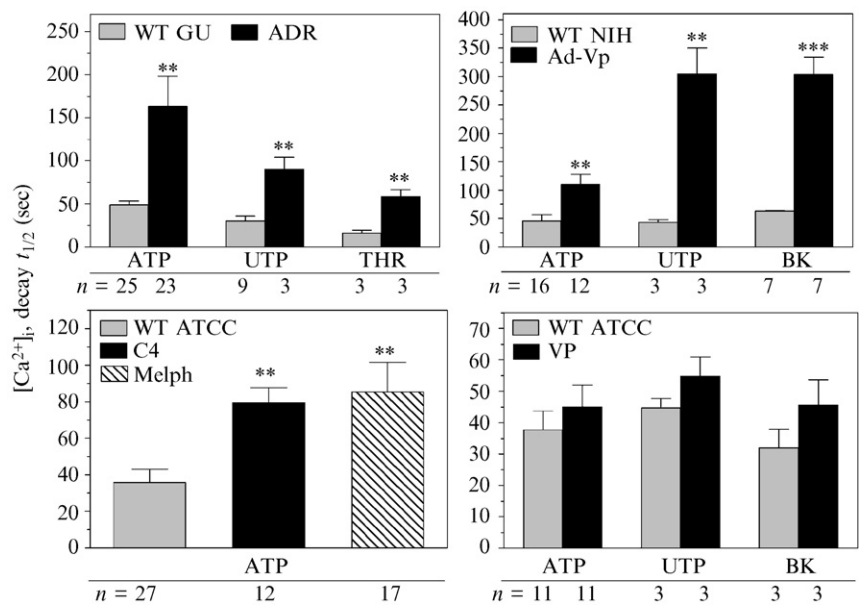 [Ca²⁺]ᵢ, decay t₁/₂ (sec)
WT GU ADR
250
200
150
100
50
0
** ** **
ATP UTP THR
n = 25 23 9 3 3 3
WT NIH
Ad-Vp
400
350
300
250
200
150
100
50
0
** ** ***
ATP UTP BK
n = 16 12 3 3 7 7
WT ATCC
C4
Melph
120
100
80
60
40
20
0
** **
ATP
n = 27 12 17
WT ATCC
VP
70
60
50
40
30
20
10
0
ATP UTP BK
n = 11 11 3 3 3 3